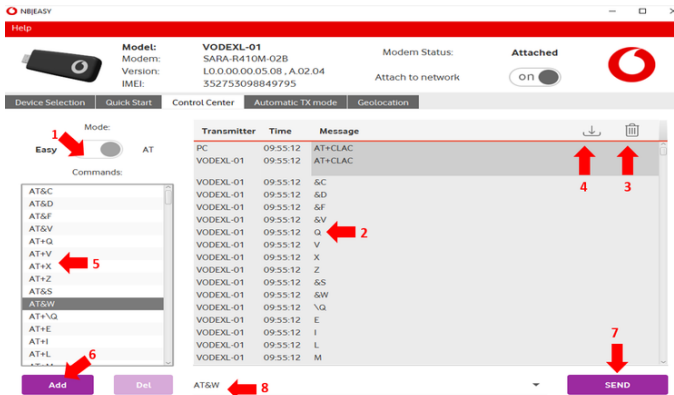 NB|EASY
Help
Model: VODEXL-01
Modem: SARA-R410M-02B
Version: L0.0.00.00.05.08 , A.02.04
IMEI: 352753098849795
Modem Status: Attached
Attach to network on
Device Selection Quick Start Control Center Automatic TX mode Geolocation
Mode:
1
Easy AT
Commands:
AT&C
AT&D
AT&F
AT&V
AT+Q
AT+V
AT+X
5
AT+Z
AT&S
AT&W
AT+\Q
AT+E
AT+I
AT+L
6
Add Del
Transmitter Time Message
4 3
PC 09:55:12 AT+CLAC
VODEXL-01 09:55:12 AT+CLAC
VODEXL-01 09:55:12 &C
VODEXL-01 09:55:12 &D
VODEXL-01 09:55:12 &F
VODEXL-01 09:55:12 &V
VODEXL-01 09:55:12 Q 2
VODEXL-01 09:55:12 V
VODEXL-01 09:55:12 X
VODEXL-01 09:55:12 Z
VODEXL-01 09:55:12 &S
VODEXL-01 09:55:12 &W
VODEXL-01 09:55:12 \Q
VODEXL-01 09:55:12 E
VODEXL-01 09:55:12 I
VODEXL-01 09:55:12 L
VODEXL-01 09:55:12 M
7
AT&W 8 SEND